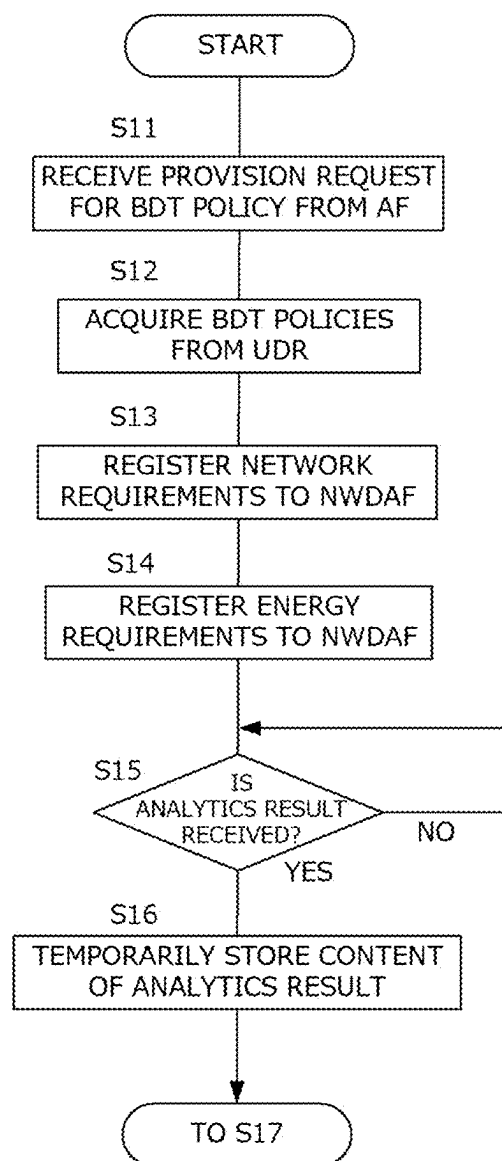 START
S11
RECEIVE PROVISION REQUEST
FOR BDT POLICY FROM AF
S12
ACQUIRE BDT POLICIES
FROM UDR
S13
REGISTER NETWORK
REQUIREMENTS TO NWDAF
S14
REGISTER ENERGY
REQUIREMENTS TO NWDAF
S15
IS
ANALYTICS RESULT
RECEIVED?
NO
YES
S16
TEMPORARILY STORE CONTENT
OF ANALYTICS RESULT
TO S17